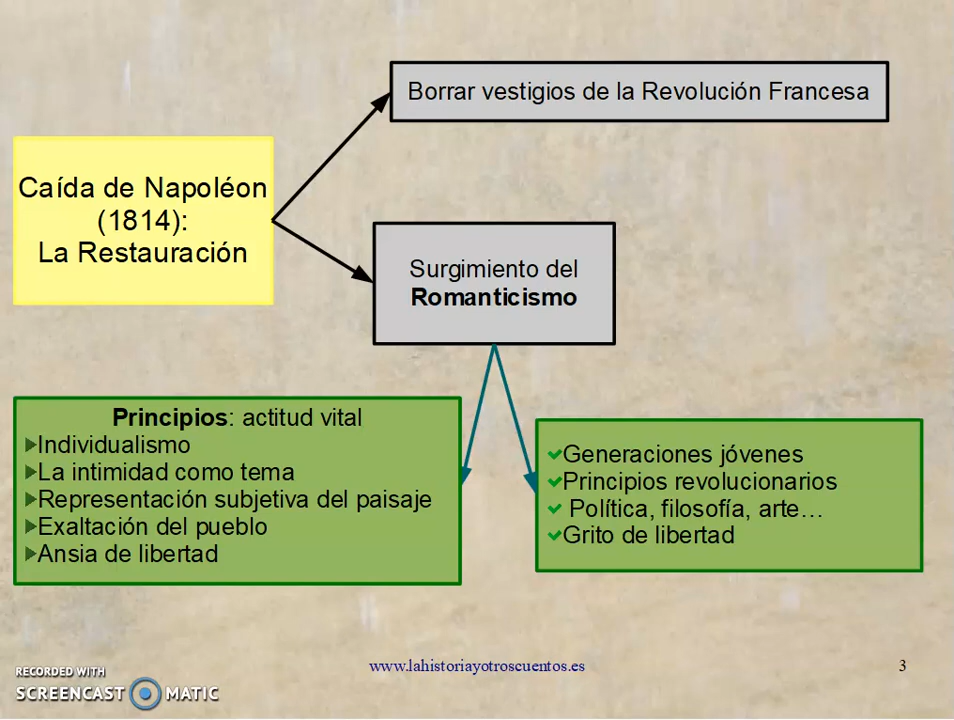 Borrar vestigios de la Revolución Francesa
Caída de Napoléon
(1814):
La Restauración
Surgimiento del
Romanticismo
Principios: actitud vital
Individualismo
La intimidad como tema
Representación subjetiva del paisaje
Exaltación del pueblo
Ansia de libertad
Generaciones jóvenes
Principios revolucionarios
Política, filosofía, arte…
Grito de libertad
www.lahistoriayotroscuentos.es
3
RECORDED WITH
SCREENCAST MATIC